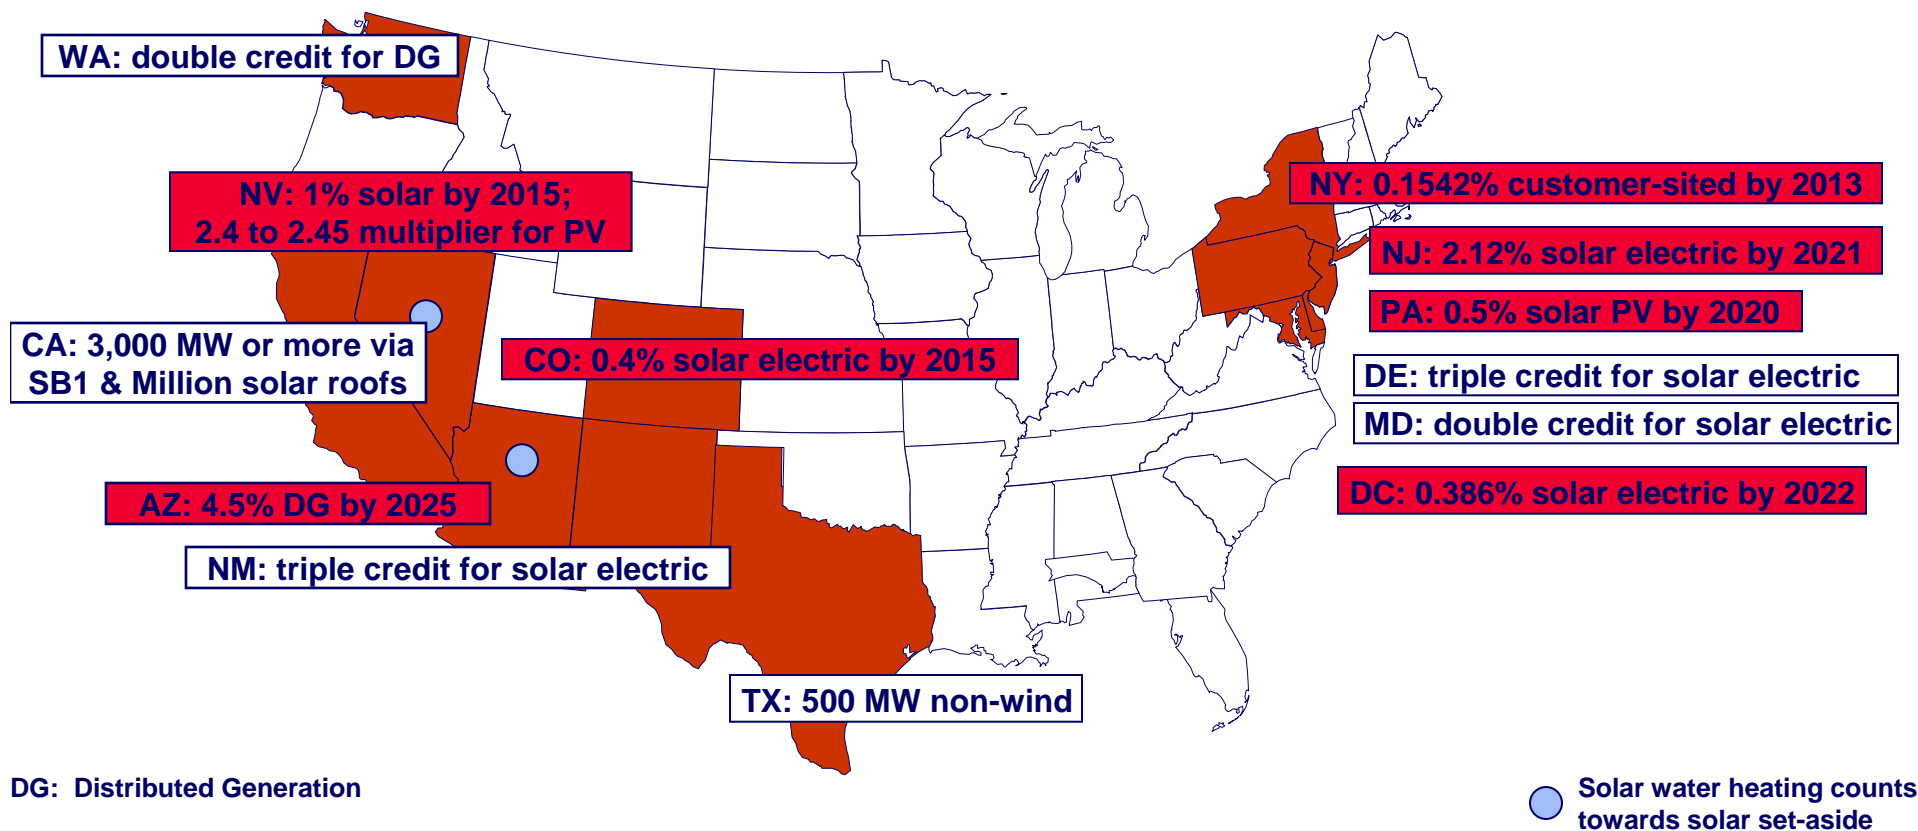 WA: double credit for DG
NV: 1% solar by 2015;
2.4 to 2.45 multiplier for PV
NY: 0.1542% customer-sited by 2013
NJ: 2.12% solar electric by 2021
PA: 0.5% solar PV by 2020
CA: 3,000 MW or more via
SB1 & Million solar roofs
CO: 0.4% solar electric by 2015
DE: triple credit for solar electric
MD: double credit for solar electric
AZ: 4.5% DG by 2025
DC: 0.386% solar electric by 2022
NM: triple credit for solar electric
TX: 500 MW non-wind
DG: Distributed Generation
Solar water heating counts
towards solar set-aside